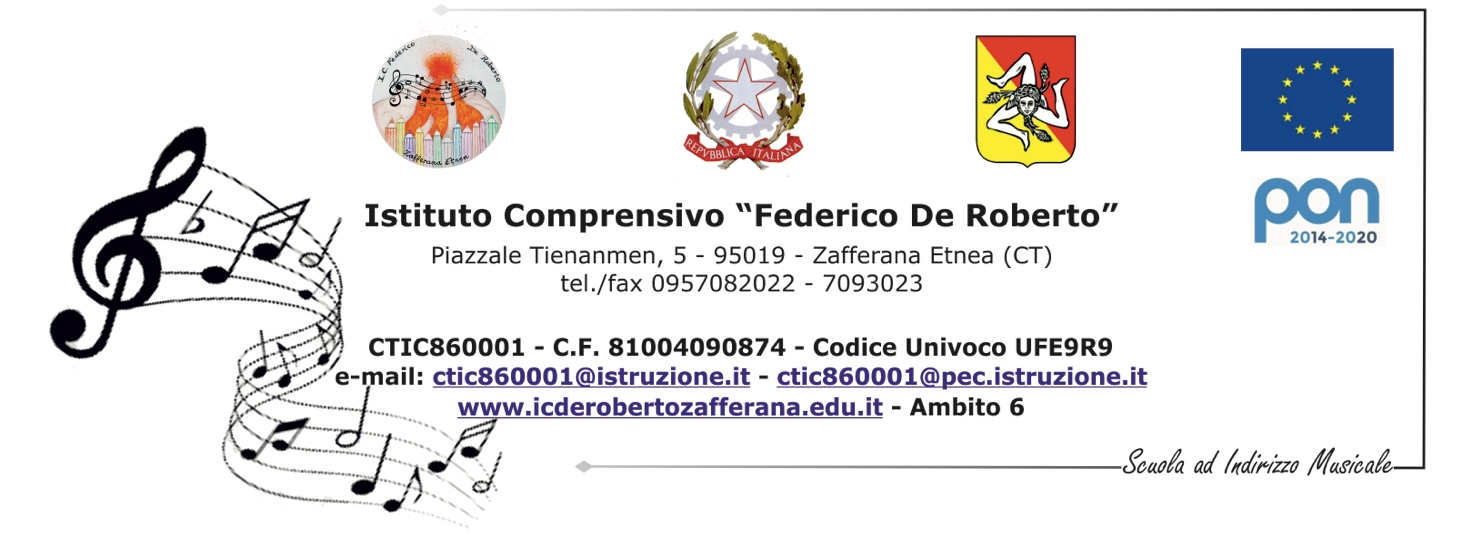 I.C. Federico De Roberto
Zafferana Etnea
REPVBBLICA ITALIANA
pon
2014-2020
Istituto Comprensivo “Federico De Roberto”
Piazzale Tienanmen, 5 - 95019 - Zafferana Etnea (CT)
tel./fax 0957082022 - 7093023
CTIC860001 - C.F. 81004090874 - Codice Univoco UFE9R9
e-mail: ctic860001@istruzione.it - ctic860001@pec.istruzione.it
www.icderobertozafferana.edu.it - Ambito 6
Scuola ad Indirizzo Musicale